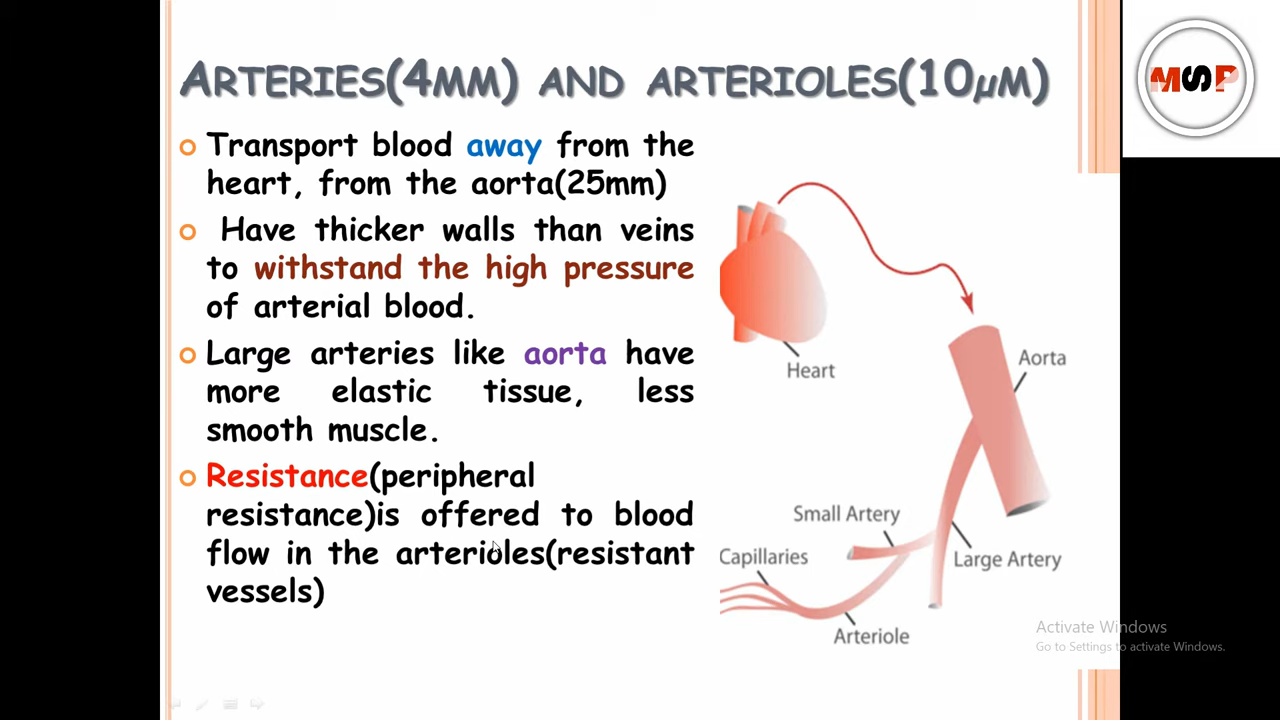 ARTERIES(4MM) AND ARTERIOLES(10µM)
MSP
Transport blood away from the
heart, from the aorta(25mm)
Have thicker walls than veins
to withstand the high pressure
of arterial blood.
Large arteries like aorta have
more elastic tissue, less
smooth muscle.
Resistance(peripheral
resistance)is offered to blood
flow in the arterioles(resistant
vessels)
Heart
Aorta
Small Artery
Capillaries
Large Artery
Arteriole
Activate Windows
Go to Settings to activate Windows.